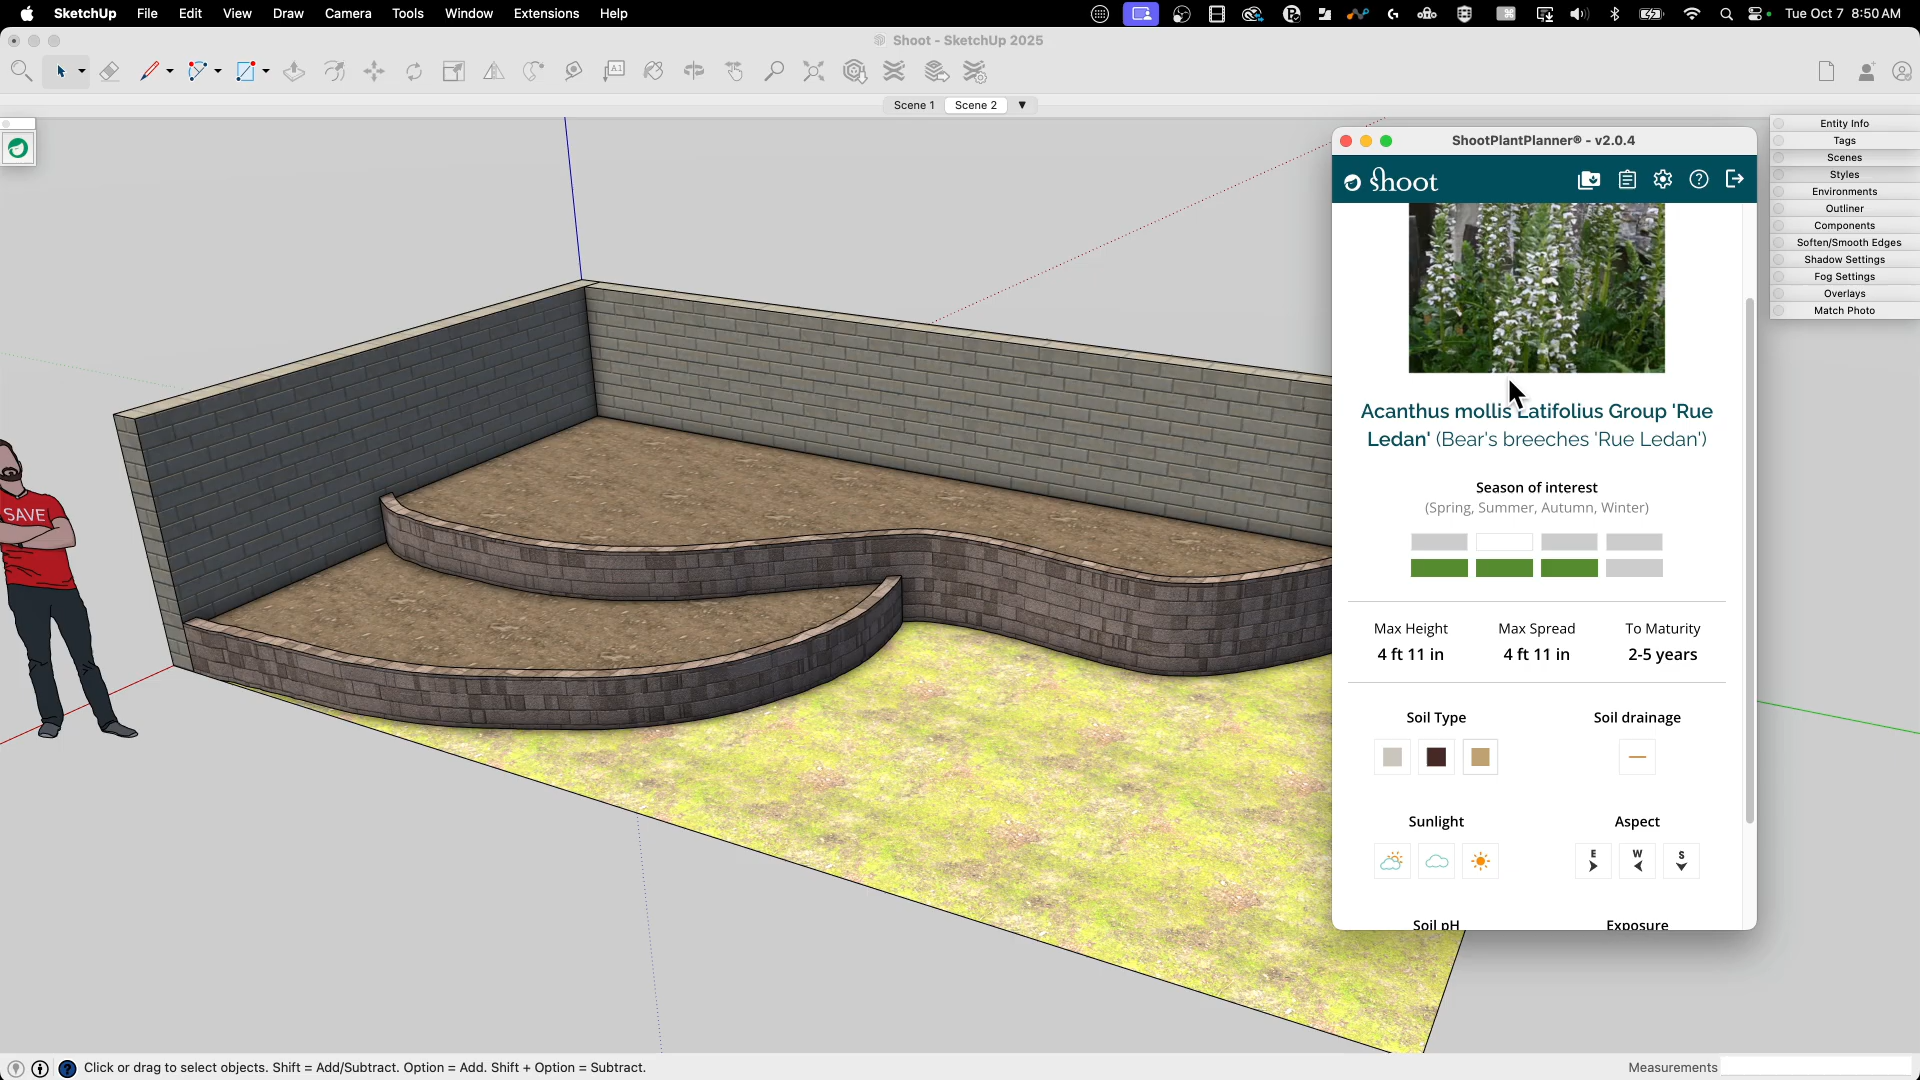 SketchUp File Edit View Draw Camera Tools Window Extensions Help Tue Oct 7 8:50 AM
Shoot - SketchUp 2025
A1
Scene 1 Scene 2
Entity Info
Tags
Scenes
Styles
Environments
Outliner
Components
Soften/Smooth Edges
Shadow Settings
Fog Settings
Overlays
Match Photo
ShootPlantPlanner® - v2.0.4
shoot
Acanthus mollis Latifolius Group 'Rue
Ledan' (Bear's breeches 'Rue Ledan')
Season of interest
(Spring, Summer, Autumn, Winter)
Max Height Max Spread To Maturity
4 ft 11 in 4 ft 11 in 2-5 years
Soil Type Soil drainage
Sunlight Aspect
E W S
Soil pH Exposure
SAVE
Click or drag to select objects. Shift = Add/Subtract. Option = Add. Shift + Option = Subtract.
Measurements